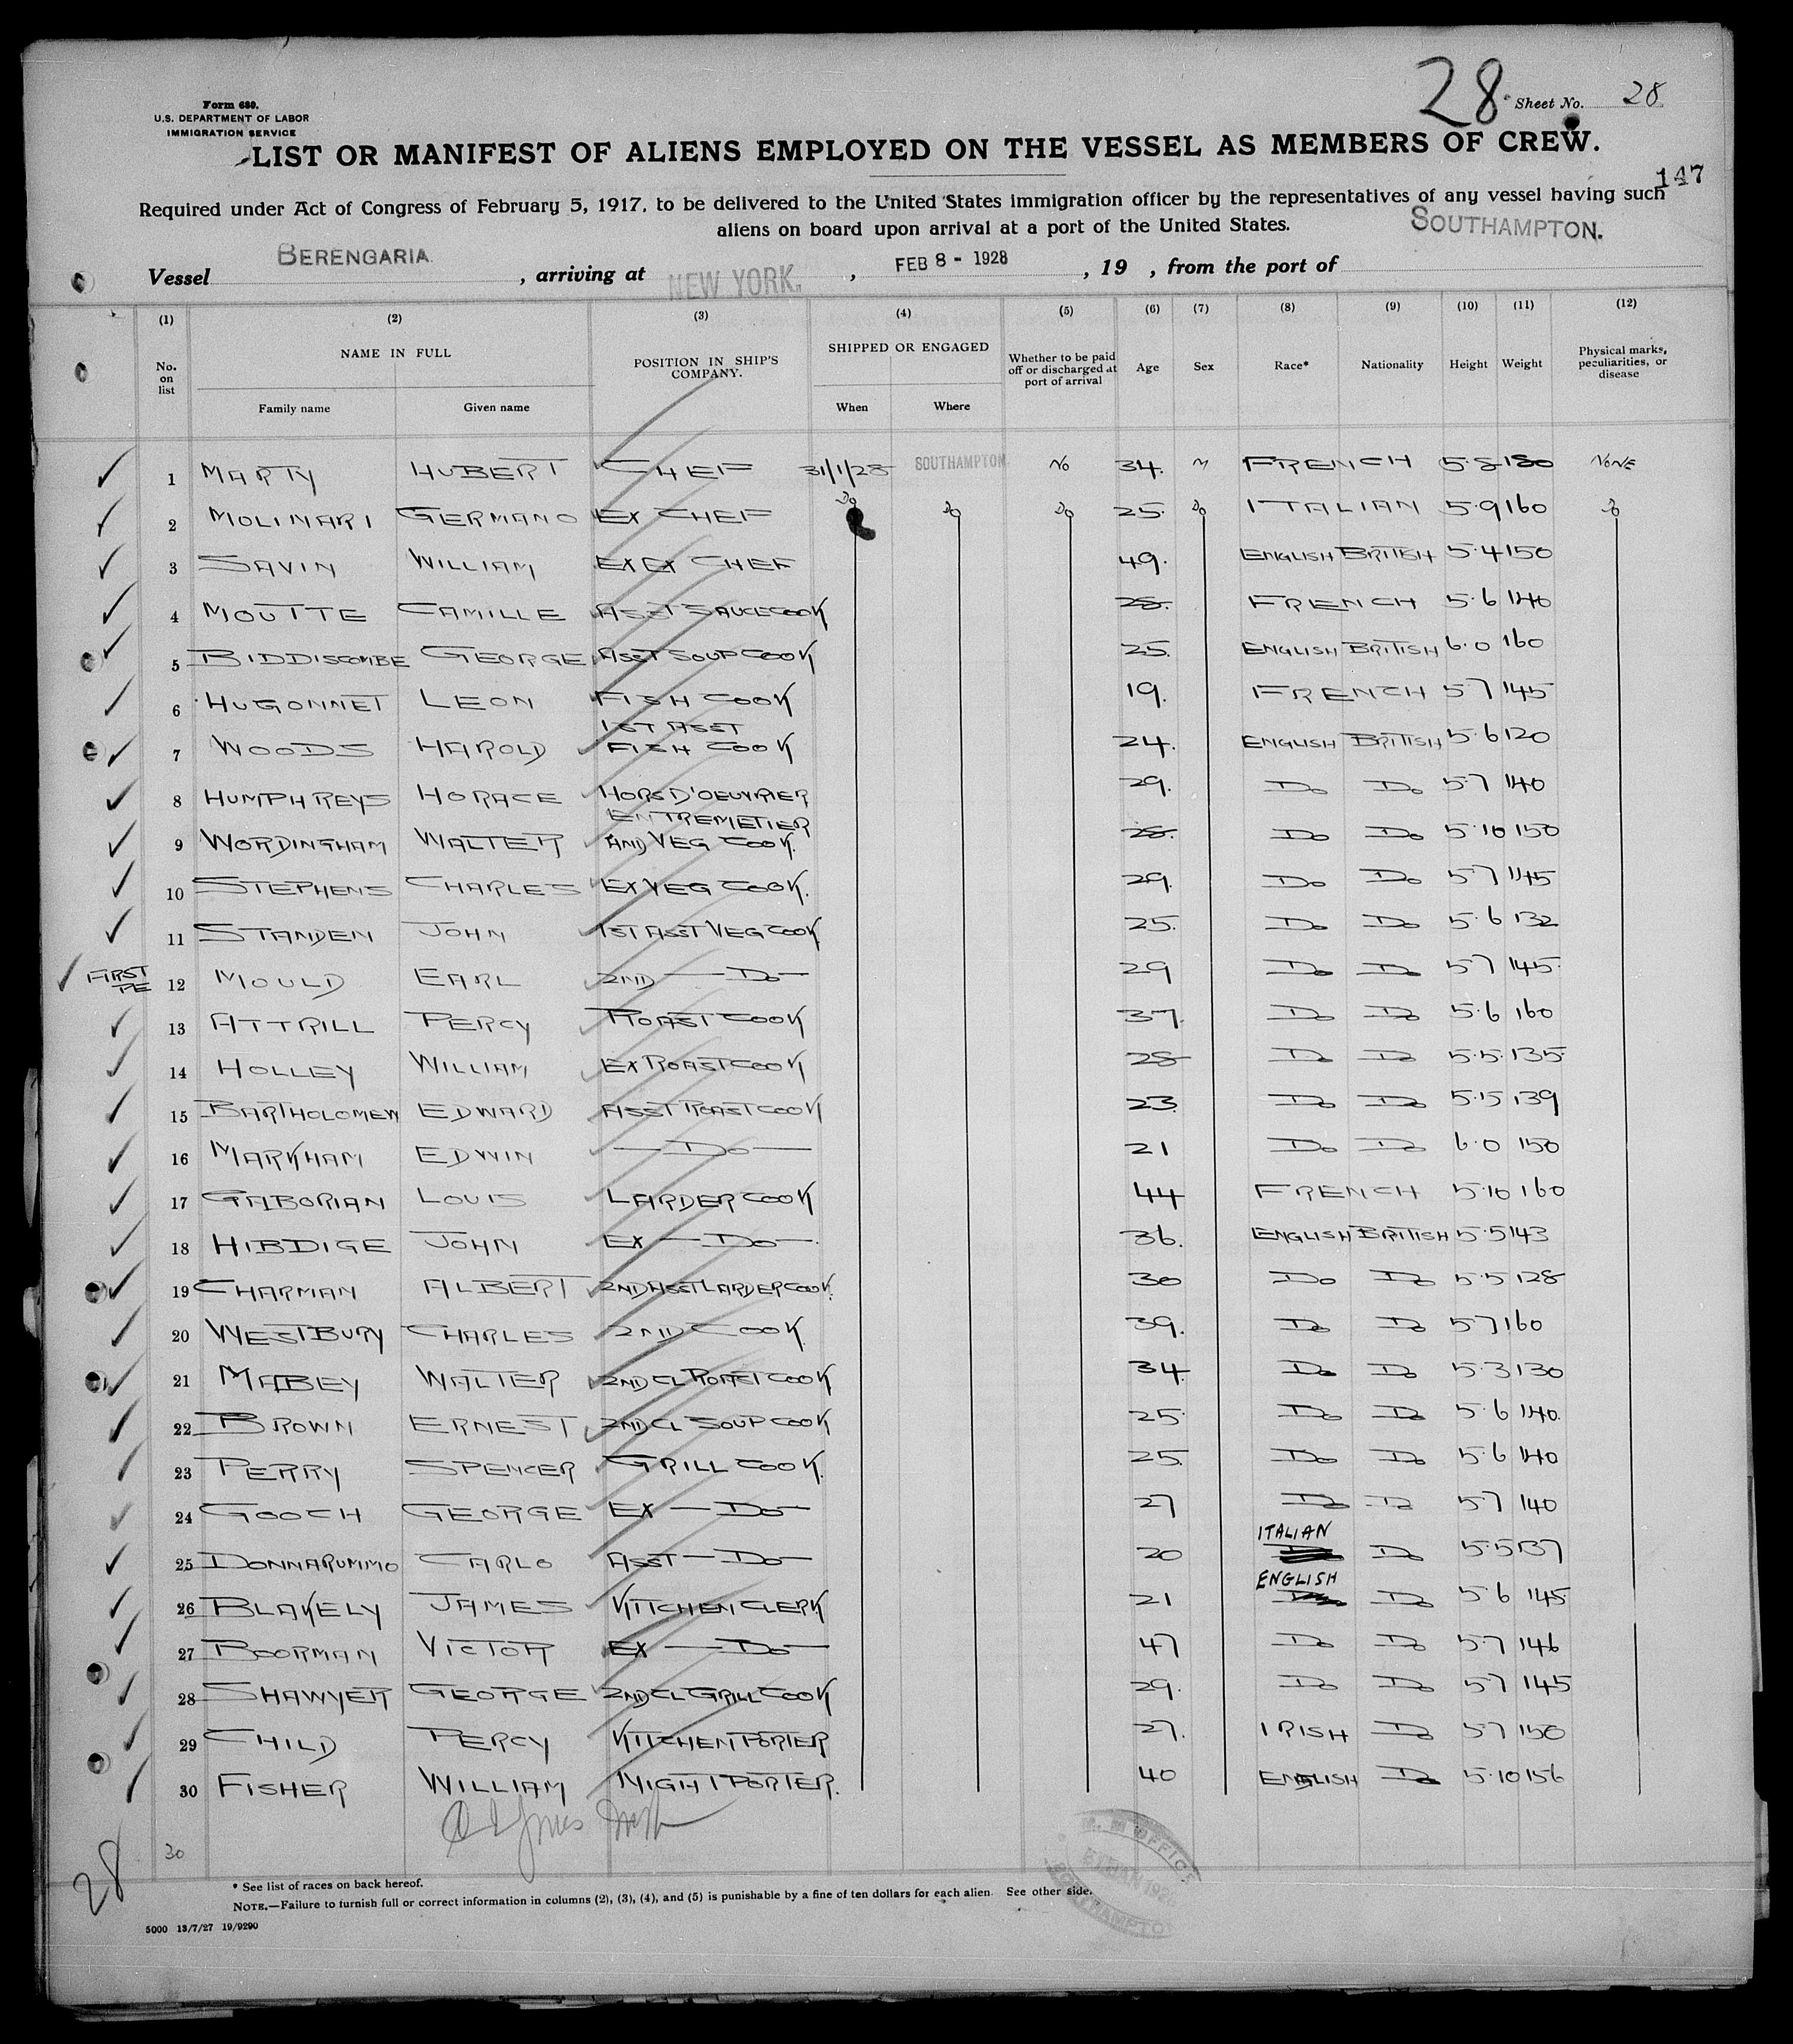 28 Sheet No. 28
Form 680.
U.S. DEPARTMENT OF LABOR
IMMIGRATION SERVICE
LIST OR MANIFEST OF ALIENS EMPLOYED ON THE VESSEL AS MEMBERS OF CREW.
147
Required under Act of Congress of February 5, 1917, to be delivered to the United States immigration officer by the representatives of any vessel having such
aliens on board upon arrival at a port of the United States.
Vessel BERENGARIA, arriving at NEW YORK, FEB 8 - 1928, 19 , from the port of SOUTHAMPTON.
(1) (2) (3) (4) (5) (6) (7) (8) (9) (10) (11) (12)
No. on list NAME IN FULL Family name Given name POSITION IN SHIP'S COMPANY. SHIPPED OR ENGAGED When Where Whether to be paid off or discharged at port of arrival Age Sex Race* Nationality Height Weight Physical marks, peculiarities, or disease
1 MARTY HUBERT CHEF 31/1/28 SOUTHAMPTON. No 34. M FRENCH 5.8 180 NONE
2 MOLINARI GERMANO EX CHEF Do Do Do 25. Do ITALIAN 5.9 160 Do
3 SAVIN WILLIAM EX EX CHEF 49. ENGLISH BRITISH 5.4 150
4 MOUTTE CAMILLE ASST SAUCE COOK 28. FRENCH 5.6 140
5 BIDDISCOMBE GEORGE ASST SOUP COOK 25. ENGLISH BRITISH 6.0 160
6 HUGONNET LEON FISH COOK 19. FRENCH 5.7 145
7 WOODS HAROLD 1ST ASST FISH COOK 24. ENGLISH BRITISH 5.6 120
8 HUMPHREYS HORACE HORS D'OEUVRIER 29. Do Do 5.7 140
9 WORDINGHAM WALTER ENTREMETIER AND VEG COOK. 28. Do Do 5.10 150
10 STEPHENS CHARLES EX VEG COOK. 29. Do Do 5.7 145
11 STANDEN JOHN 1ST ASST VEG COOK 25. Do Do 5.6 132
FIRST 12 MOULD EARL 2ND — Do — 29 Do Do 5.7 145.
13 ATTRILL PERCY ROAST COOK 37. Do Do 5.6 160
14 HOLLEY WILLIAM EX ROAST COOK 28 Do Do 5.5. 135.
15 BARTHOLOMEW EDWARD ASST ROAST COOK 23. Do Do 139
16 MARKHAM EDWIN — Do — 21 Do Do 6.0 150
17 GABORIAN LOUIS LARDER COOK 44 FRENCH 5.10 160
18 HIBDIGE JOHN EX — Do — 36. ENGLISH BRITISH 5.5 143
19 CHARMAN ALBERT 2ND ASST LARDER COOK. 30 Do Do 5.5 128
20 WESTBURY CHARLES 2ND COOK 39. Do Do 5.7 160
21 MABEY WALTER 2ND CL ROAST COOK 34. Do Do 5.3 130
22 BROWN ERNEST 2ND CL SOUP COOK 25. Do Do 5.6 140.
23 PERRY SPENCER GRILL COOK. 25. Do Do 5.6 140
24 GOOCH GEORGE EX — Do — 27 Do Do 5.7 140
25 DONNARUMMO CARLO ASST — Do — 20 ITALIAN Do 5.5 137
26 BLAKELY JAMES KITCHEN CLERK 21 ENGLISH Do 5.6 145
27 BOORMAN VICTOR EX — Do — 47 Do Do 5.7 146
28 SHAWYER GEORGE 2ND CL GRILL COOK 29. Do Do 5.7 145
29 CHILD PERCY KITCHEN PORTER 27. IRISH Do 5.7 150
30 FISHER WILLIAM NIGHT PORTER. 40 ENGLISH Do 5.10 156
30
28
* See list of races on back hereof.
NOTE.—Failure to furnish full or correct information in columns (2), (3), (4), and (5) is punishable by a fine of ten dollars for each alien. See other side.
5000 13/7/27 19/9290